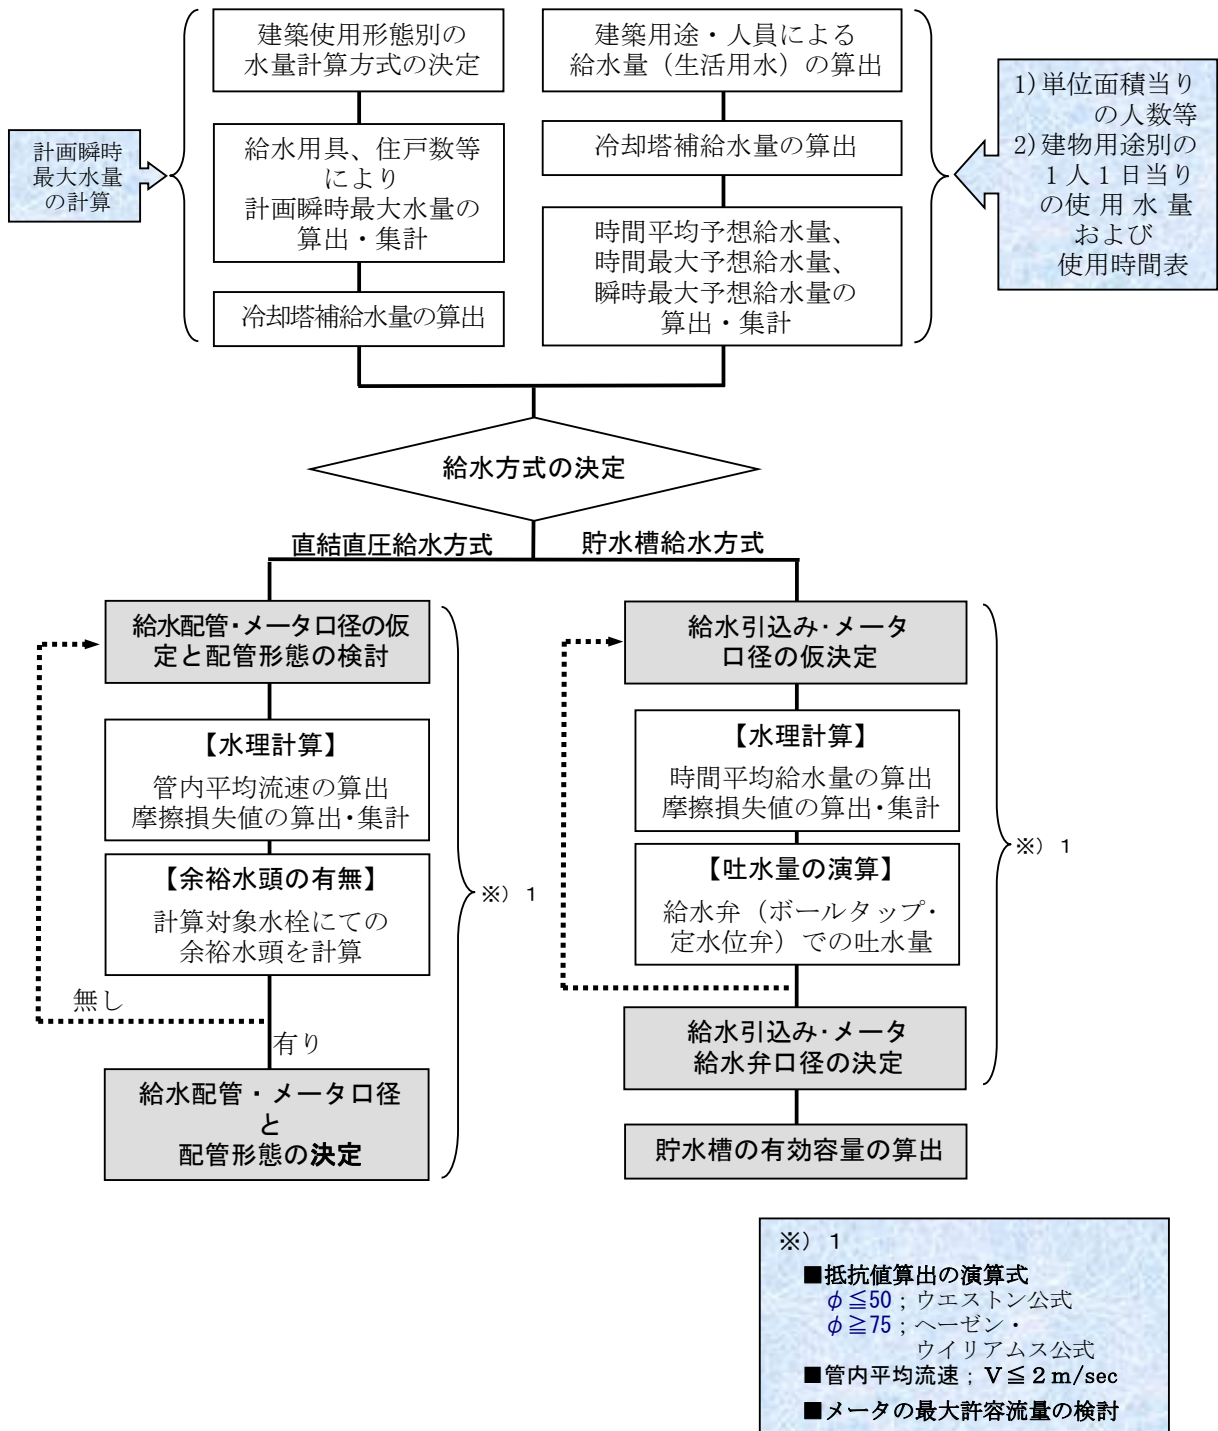 建築使用形態別の
水量計算方式の決定
建築用途・人員による
給水量（生活用水）の算出
1)単位面積当り
の人数等
2)建物用途別の
1人1日当り
の使用水量
および
使用時間表
計画瞬時
最大水量
の計算
給水用具、住戸数等
により
計画瞬時最大水量の
算出・集計
冷却塔補給水量の算出
冷却塔補給水量の算出
時間平均予想給水量、
時間最大予想給水量、
瞬時最大予想給水量の
算出・集計
給水方式の決定
直結直圧給水方式
貯水槽給水方式
給水配管・メータ口径の仮
定と配管形態の検討
【水理計算】
管内平均流速の算出
摩擦損失値の算出・集計
【余裕水頭の有無】
計算対象水栓にての
余裕水頭を計算
※）1
無し
有り
給水配管・メータ口径
と
配管形態の決定
給水引込み・メータ
口径の仮決定
【水理計算】
時間平均給水量の算出
摩擦損失値の算出・集計
【吐水量の演算】
給水弁（ボールタップ・
定水位弁）での吐水量
※）1
給水引込み・メータ
給水弁口径の決定
貯水槽の有効容量の算出
※）1
■抵抗値算出の演算式
φ≦50；ウエストン公式
φ≧75；ヘーゼン・
ウイリアムス公式
■管内平均流速；V≦2m/sec
■メータの最大許容流量の検討